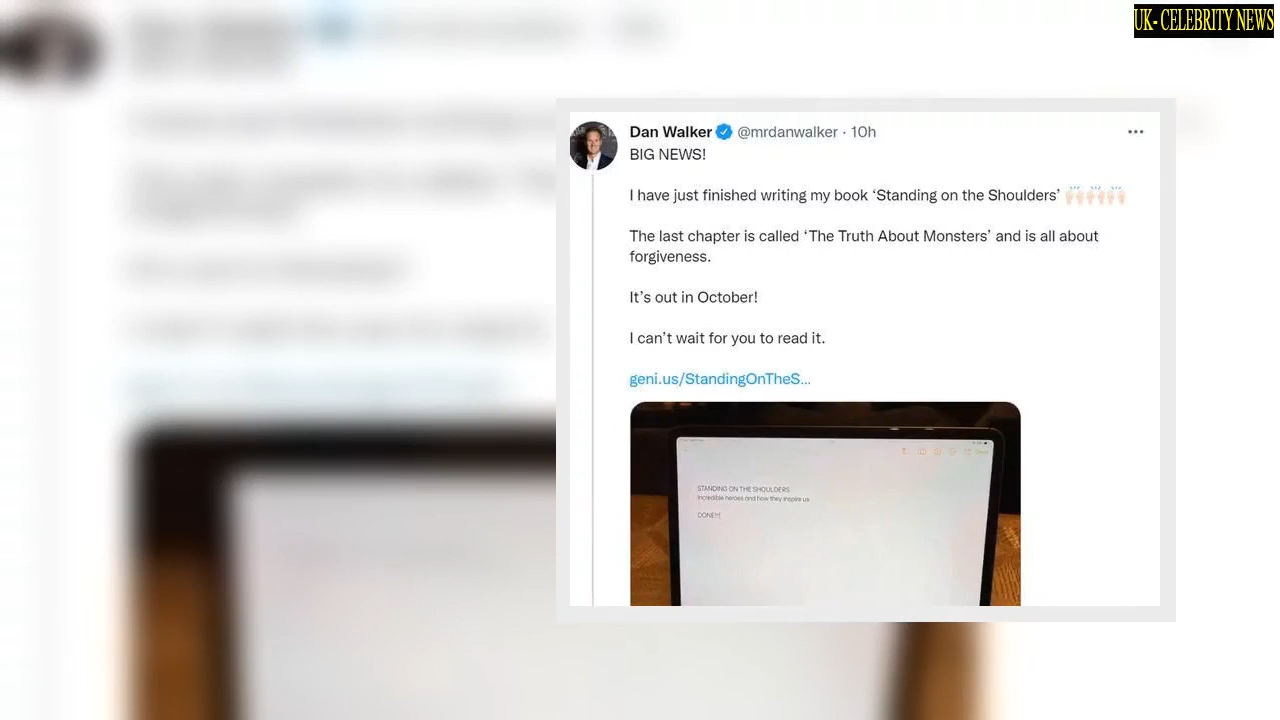 UK- CELEBRITY NEWS
Dan Walker @mrdanwalker · 10h
BIG NEWS!
I have just finished writing my book ‘Standing on the Shoulders’ 🙌🏻🙌🏻🙌🏻🙌🏻
The last chapter is called ‘The Truth About Monsters’ and is all about
forgiveness.
It’s out in October!
I can’t wait for you to read it.
geni.us/StandingOnTheS...
STANDING ON THE SHOULDERS
Incredible heroes and how they inspire us
DONE!!!